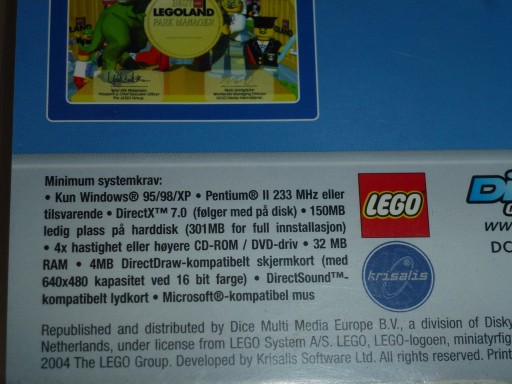 LEGOLAND
PARK MANAGER
Minimum systemkrav:
• Kun Windows® 95/98/XP • Pentium® II 233 MHz eller
tilsvarende • DirectX™ 7.0 (følger med på disk) • 150MB
ledig plass på harddisk (301MB for full innstallasjon)
• 4x hastighet eller høyere CD-ROM / DVD-driv • 32 MB
RAM • 4MB DirectDraw-kompatibelt skjermkort (med
640x480 kapasitet ved 16 bit farge) • DirectSound™-
kompatibelt lydkort • Microsoft®-kompatibel mus
LEGO
krisalis
www.
Republished and distributed by Dice Multi Media Europe B.V., a division of Disky
Netherlands, under license from LEGO System A/S. LEGO, LEGO-logoen, miniatyrfig
2004 The LEGO Group. Developed by Krisalis Software Ltd. All rights reserved. Print